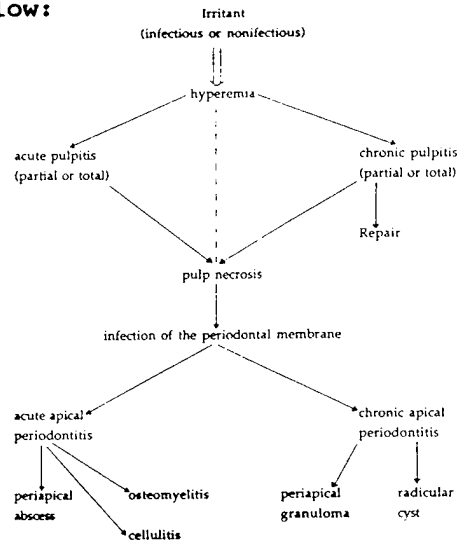 LOW:
Irritant
(infectious or nonifectious)
hyperemia
acute pulpitis
(partial or total)
chronic pulpitis
(partial or total)
Repair
pulp necrosis
infection of the periodontal membrane
acute apical
periodontitis
chronic apical
periodontitis
periapical
abscess
osteomyelitis
cellulitis
periapical
granuloma
radicular
cyst